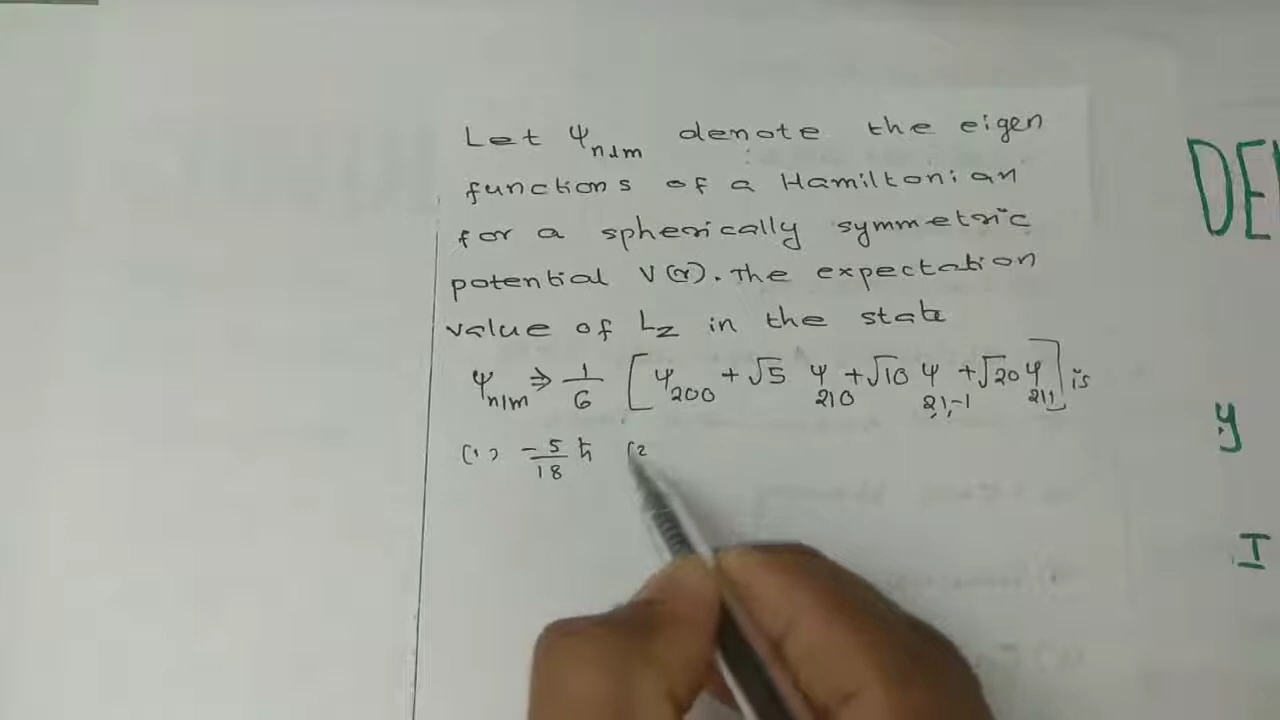 Let ψnlm denote the eigen
functions of a Hamiltonian
for a spherically symmetric
potential V(r). The expectation
value of Lz in the state
ψnlm ⇒ 1/6 [ψ200 + √5 ψ210 + √10 ψ21,-1 + √20 ψ211] is
(1) -5/18 ħ (2
DE
y
I